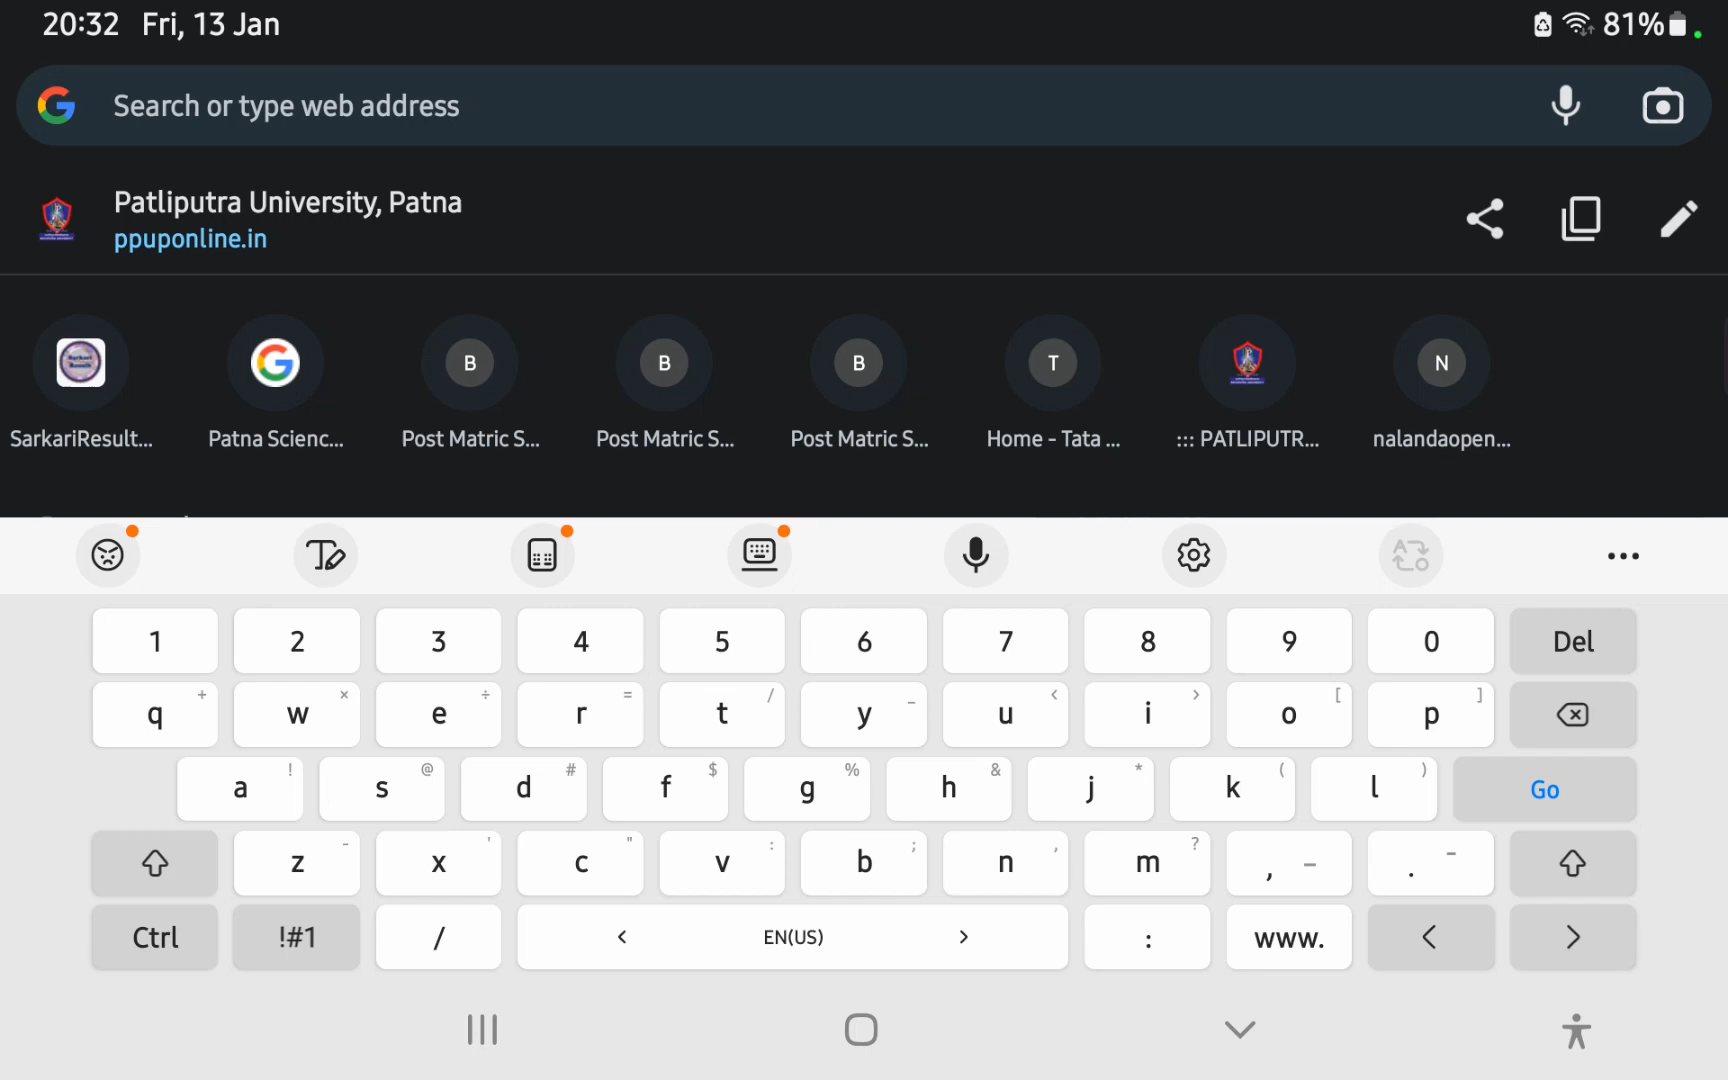 20:32 Fri, 13 Jan 81%
Search or type web address
Patliputra University, Patna
ppuponline.in
B B B T N
SarkariResult... Patna Scienc... Post Matric S... Post Matric S... Post Matric S... Home - Tata ... ::: PATLIPUTR... nalandaopen...
1 2 3 4 5 6 7 8 9 0 Del
q + w × e ÷ r = t / y _ u < i > o [ p ]
a ! s @ d # f $ g % h & j * k ( l ) Go
z - x ' c " v : b ; n , m ? , – . –
Ctrl !#1 / < EN(US) > : www. < >